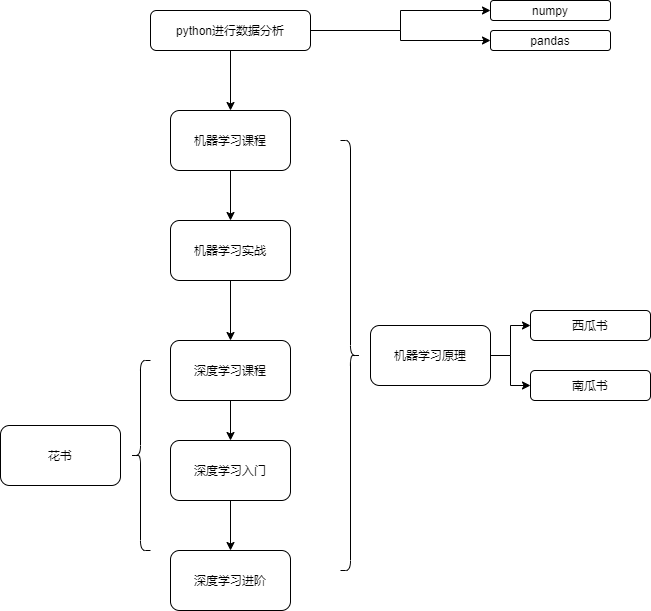 python进行数据分析
numpy
pandas
机器学习课程
机器学习实战
深度学习课程
机器学习原理
西瓜书
南瓜书
花书
深度学习入门
深度学习进阶